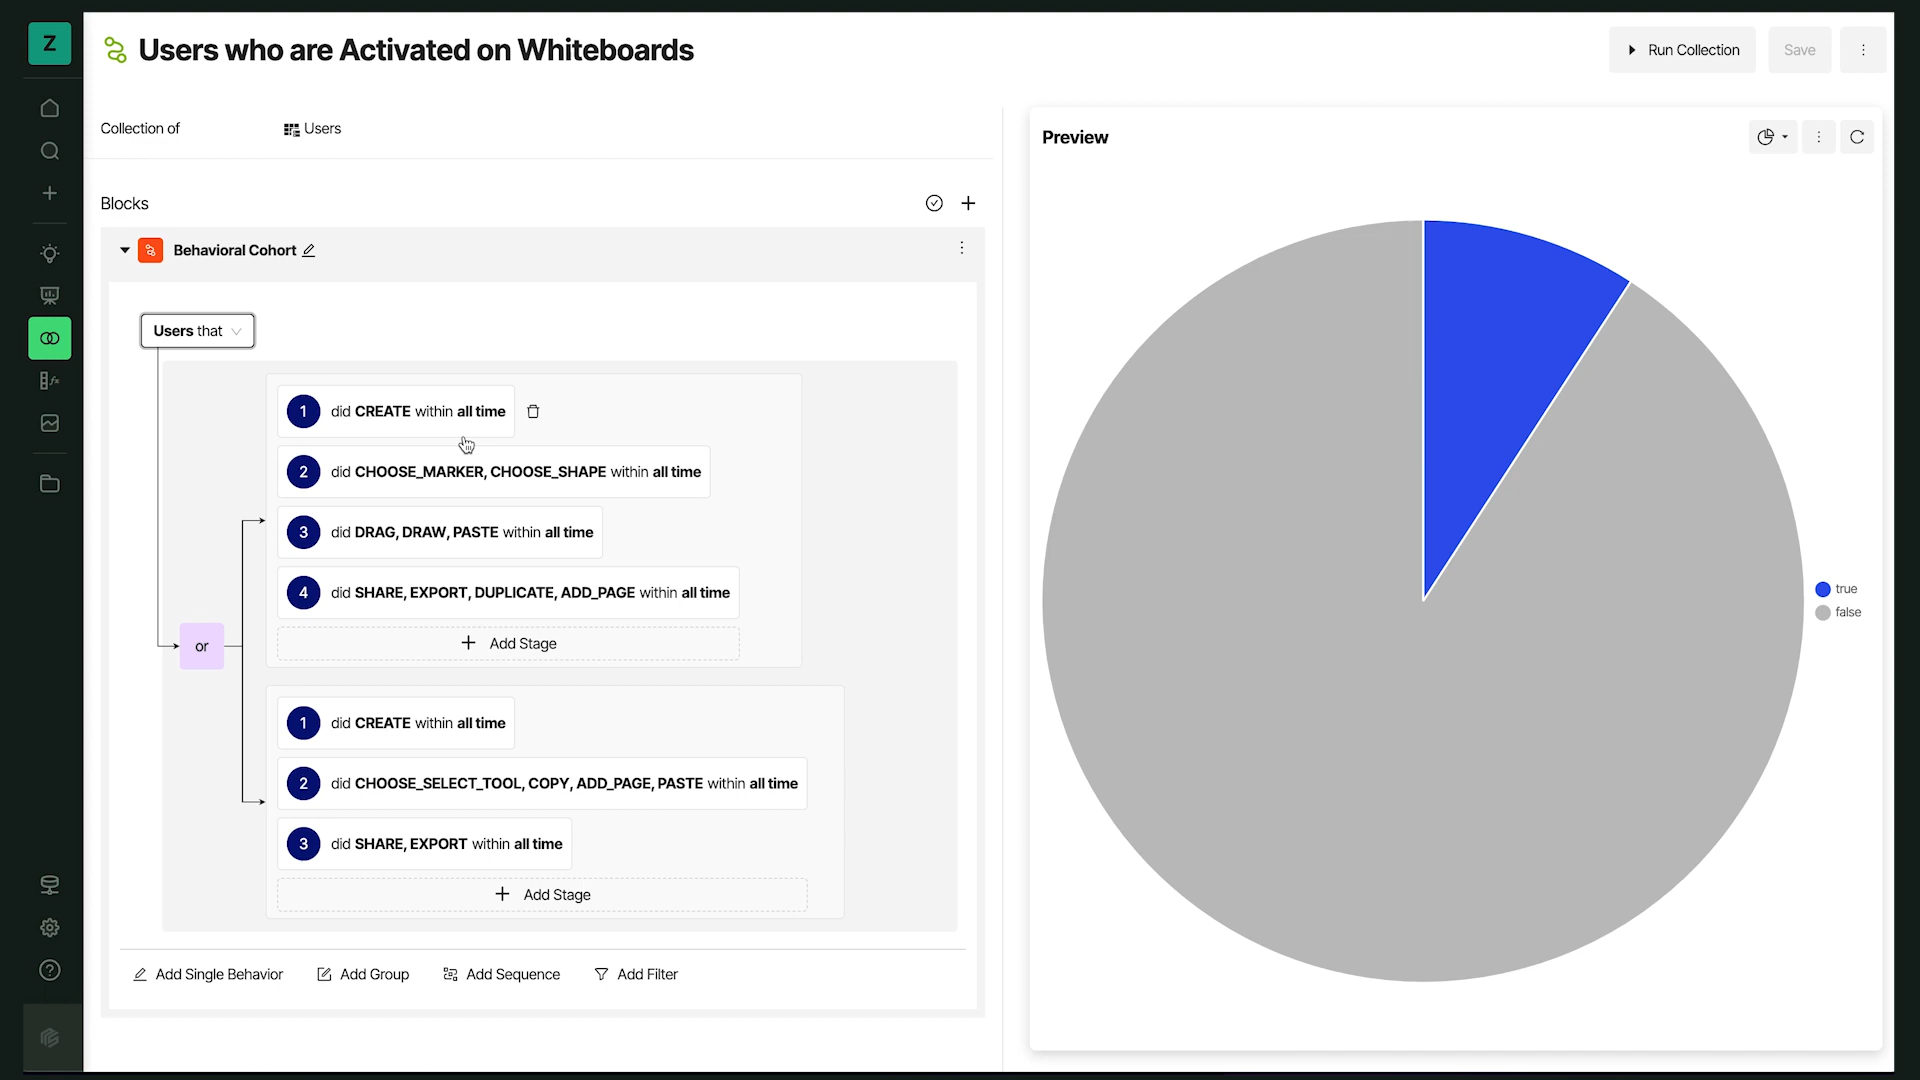 Z
Users who are Activated on Whiteboards
Run Collection
Save
Collection of
Users
Blocks
Behavioral Cohort
Users that
1 did CREATE within all time
2 did CHOOSE_MARKER, CHOOSE_SHAPE within all time
3 did DRAG, DRAW, PASTE within all time
4 did SHARE, EXPORT, DUPLICATE, ADD_PAGE within all time
+ Add Stage
or
1 did CREATE within all time
2 did CHOOSE_SELECT_TOOL, COPY, ADD_PAGE, PASTE within all time
3 did SHARE, EXPORT within all time
+ Add Stage
Add Single Behavior
Add Group
Add Sequence
Add Filter
Preview
true
false